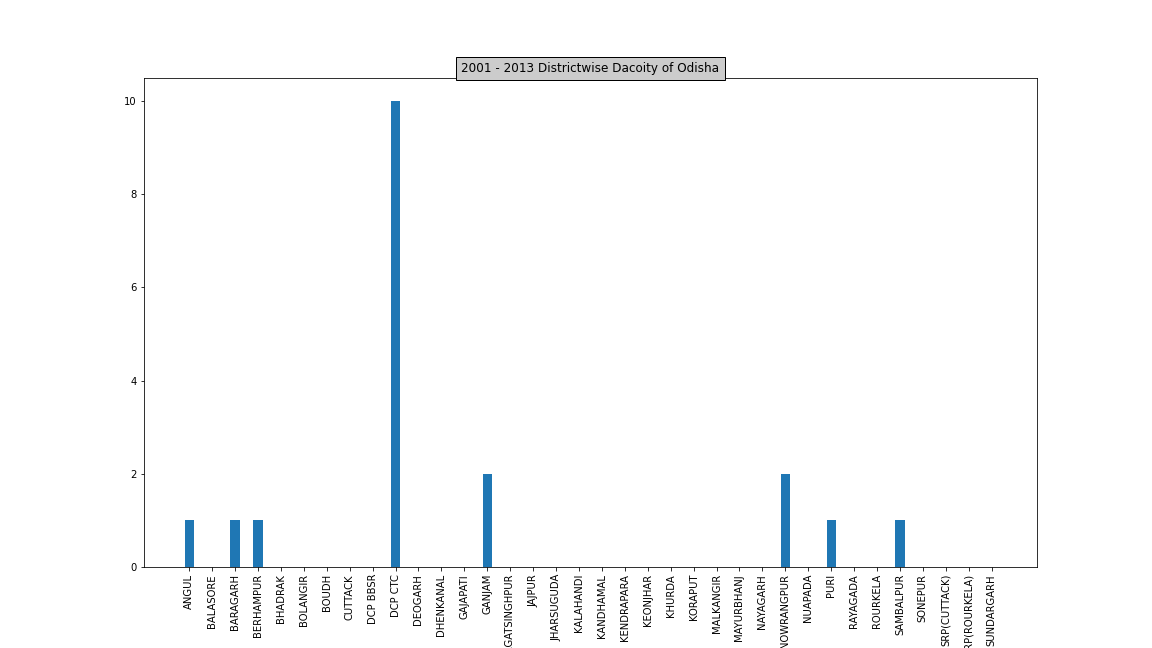 2001 - 2013 Districtwise Dacoity of Odisha
10
8
6
4
2
0
ANGUL
BALASORE
BARAGARH
BERHAMPUR
BHADRAK
BOLANGIR
BOUDH
CUTTACK
DCP BBSR
DCP CTC
DEOGARH
DHENKANAL
GAJAPATI
GANJAM
GATSINGHPUR
JAJPUR
JHARSUGUDA
KALAHANDI
KANDHAMAL
KENDRAPARA
KEONJHAR
KHURDA
KORAPUT
MALKANGIR
MAYURBHANJ
NAYAGARH
NOWRANGPUR
NUAPADA
PURI
RAYAGADA
ROURKELA
SAMBALPUR
SONEPUR
SRP(CUTTACK)
RP(ROURKELA)
SUNDARGARH